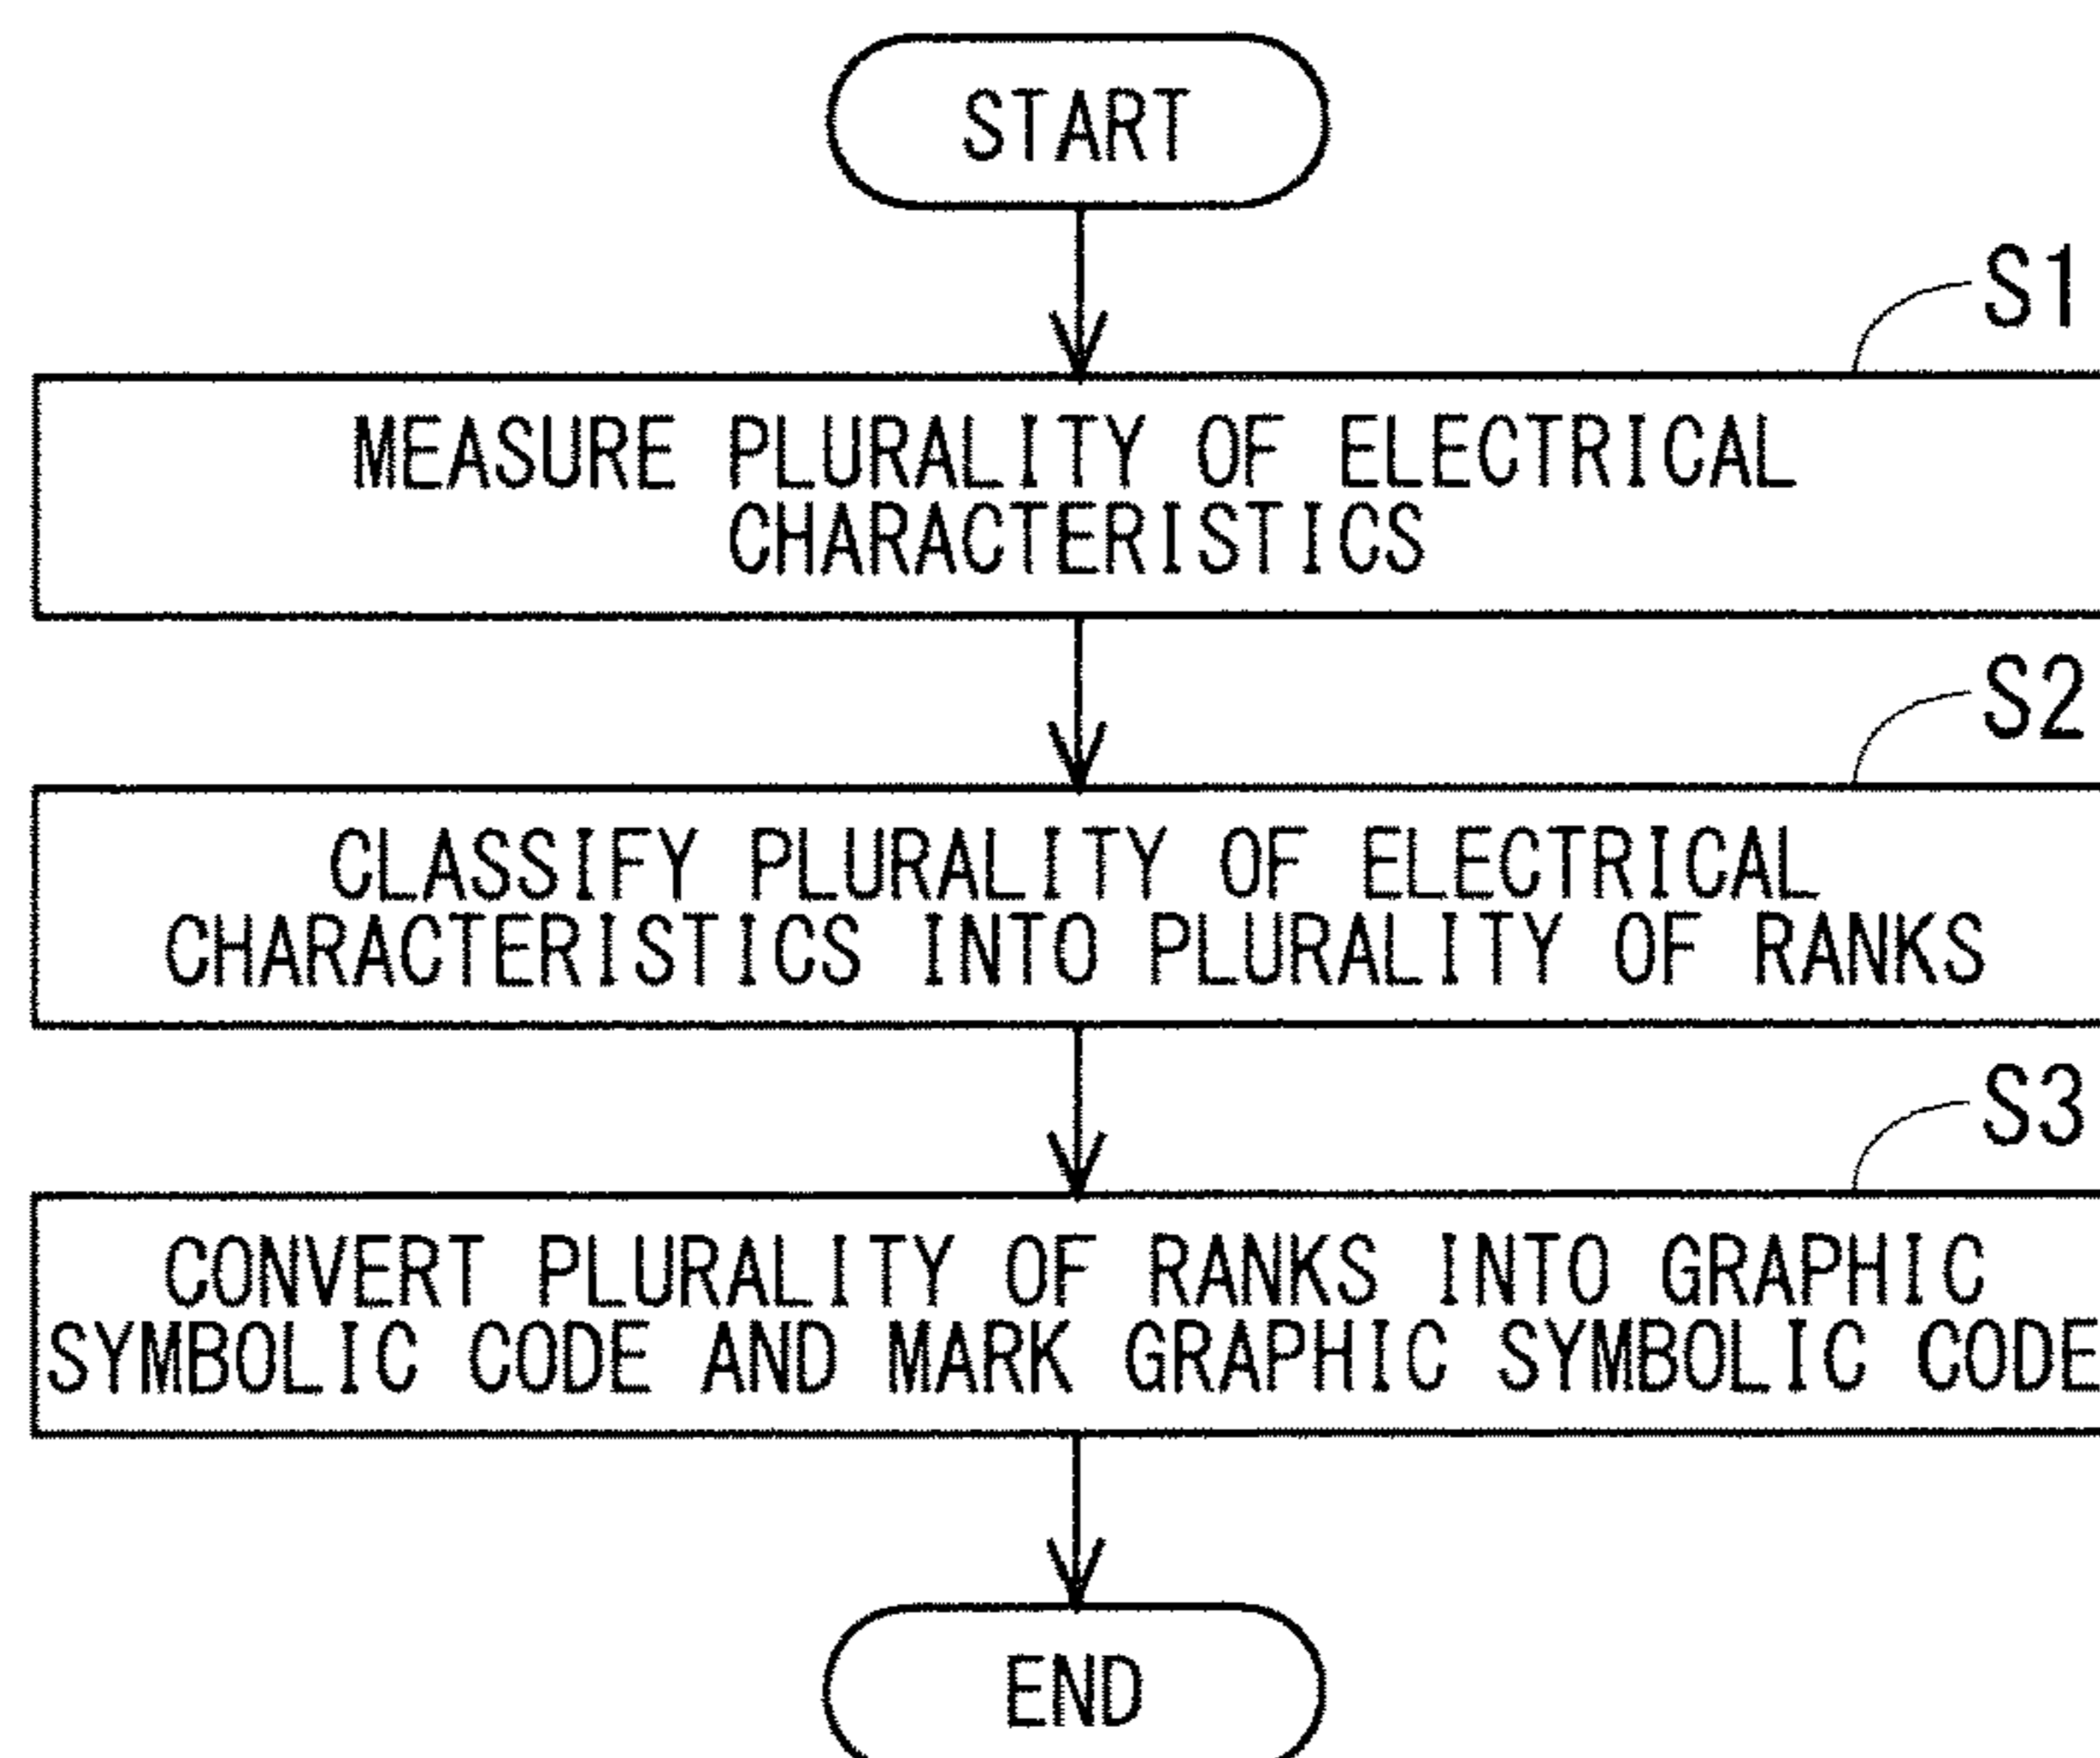 START
S1
MEASURE PLURALITY OF ELECTRICAL
CHARACTERISTICS
S2
CLASSIFY PLURALITY OF ELECTRICAL
CHARACTERISTICS INTO PLURALITY OF RANKS
S3
CONVERT PLURALITY OF RANKS INTO GRAPHIC
SYMBOLIC CODE AND MARK GRAPHIC SYMBOLIC CODE
END